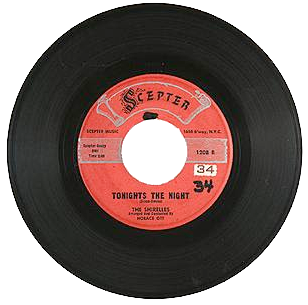 SCEPTER
SCEPTER MUSIC
1650 B'way, N.Y.C.
BMI
1208 B
34
TONIGHTS THE NIGHT
34
THE SHIRELLES
Arranged and Conducted By
HORACE OTT